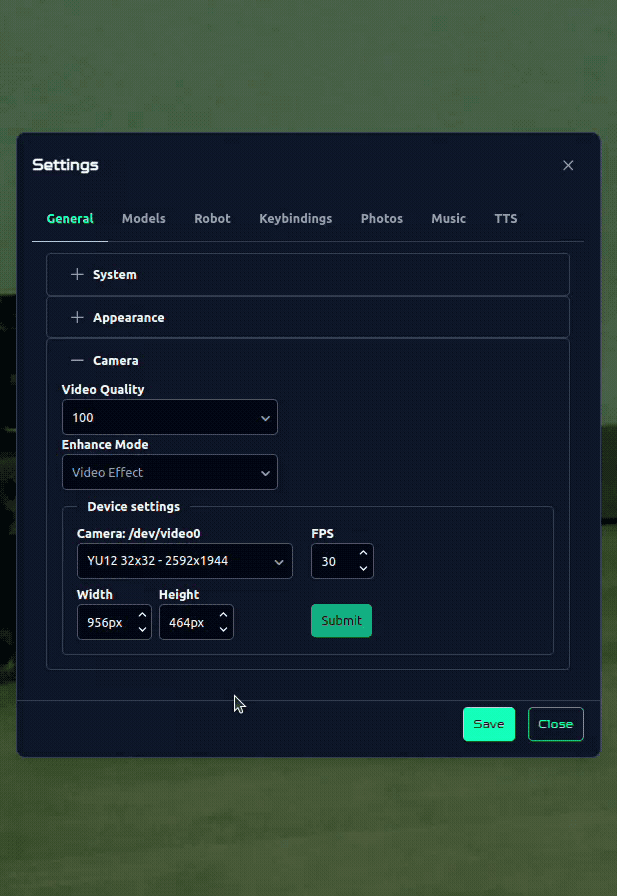 Settings
General Models Robot Keybindings Photos Music TTS
System
Appearance
Camera
Video Quality
100
Enhance Mode
Video Effect
Device settings
Camera: /dev/video0 FPS
YU12 32x32 - 2592x1944 30
Width Height
956px 464px Submit
Save Close